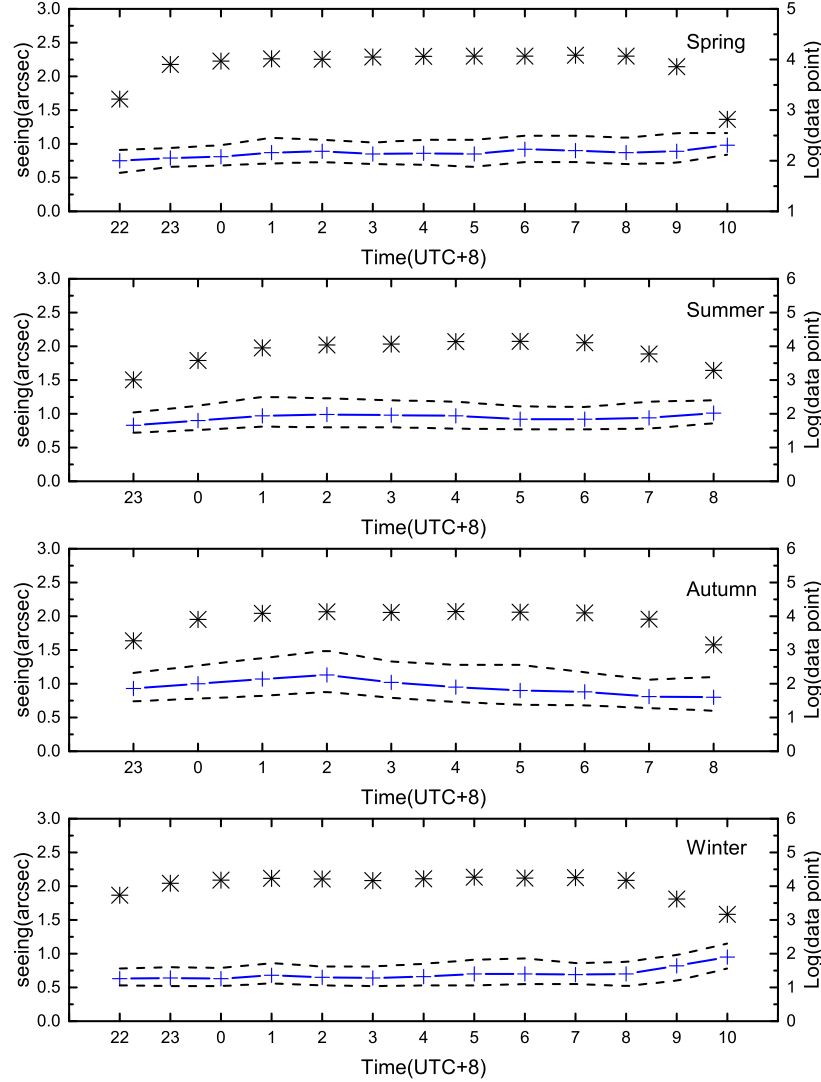 3.0
2.5
2.0
1.5
1.0
0.5
0.0
seeing(arcsec)
Spring
5
4
3
2
1
Log(data point)
22 23 0 1 2 3 4 5 6 7 8 9 10
Time(UTC+8)
3.0
2.5
2.0
1.5
1.0
0.5
0.0
seeing(arcsec)
Summer
6
5
4
3
2
1
0
Log(data point)
23 0 1 2 3 4 5 6 7 8
Time(UTC+8)
3.0
2.5
2.0
1.5
1.0
0.5
0.0
seeing(arcsec)
Autumn
6
5
4
3
2
1
0
Log(data point)
23 0 1 2 3 4 5 6 7 8
Time(UTC+8)
3.0
2.5
2.0
1.5
1.0
0.5
0.0
seeing(arcsec)
Winter
6
5
4
3
2
1
0
Log(data point)
22 23 0 1 2 3 4 5 6 7 8 9 10
Time(UTC+8)